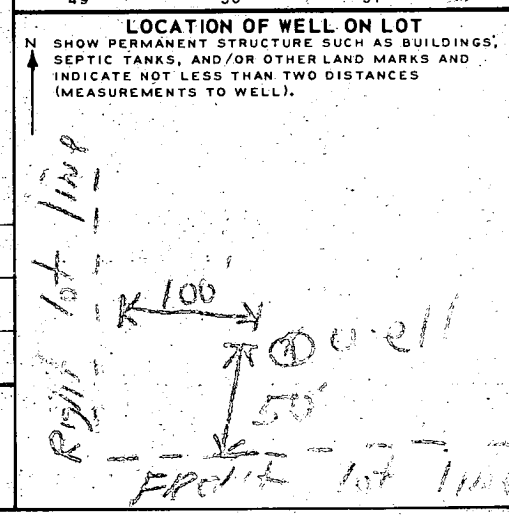 LOCATION OF WELL ON LOT
N SHOW PERMANENT STRUCTURE SUCH AS BUILDINGS,
SEPTIC TANKS, AND/OR OTHER LAND MARKS AND
INDICATE NOT LESS THAN TWO DISTANCES
(MEASUREMENTS TO WELL).
Right lot line
100'
well
50'
Front lot line